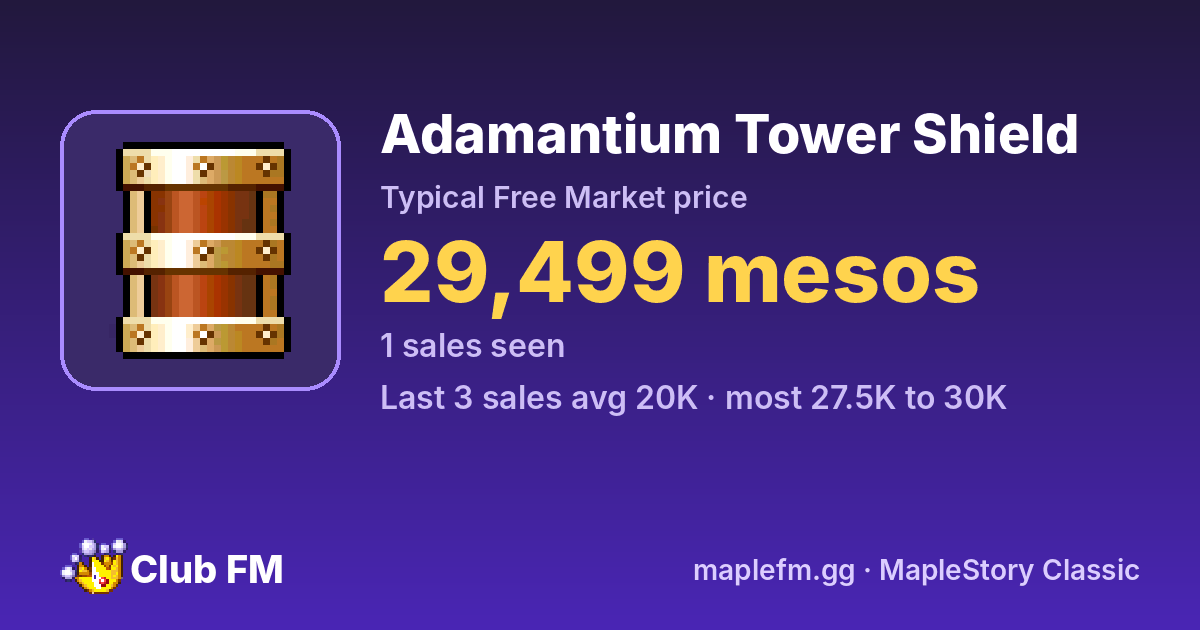 Adamantium Tower Shield
Typical Free Market price
29,499 mesos
1 sales seen
Last 3 sales avg 20K · most 27.5K to 30K
Club FM
maplefm.gg · MapleStory Classic